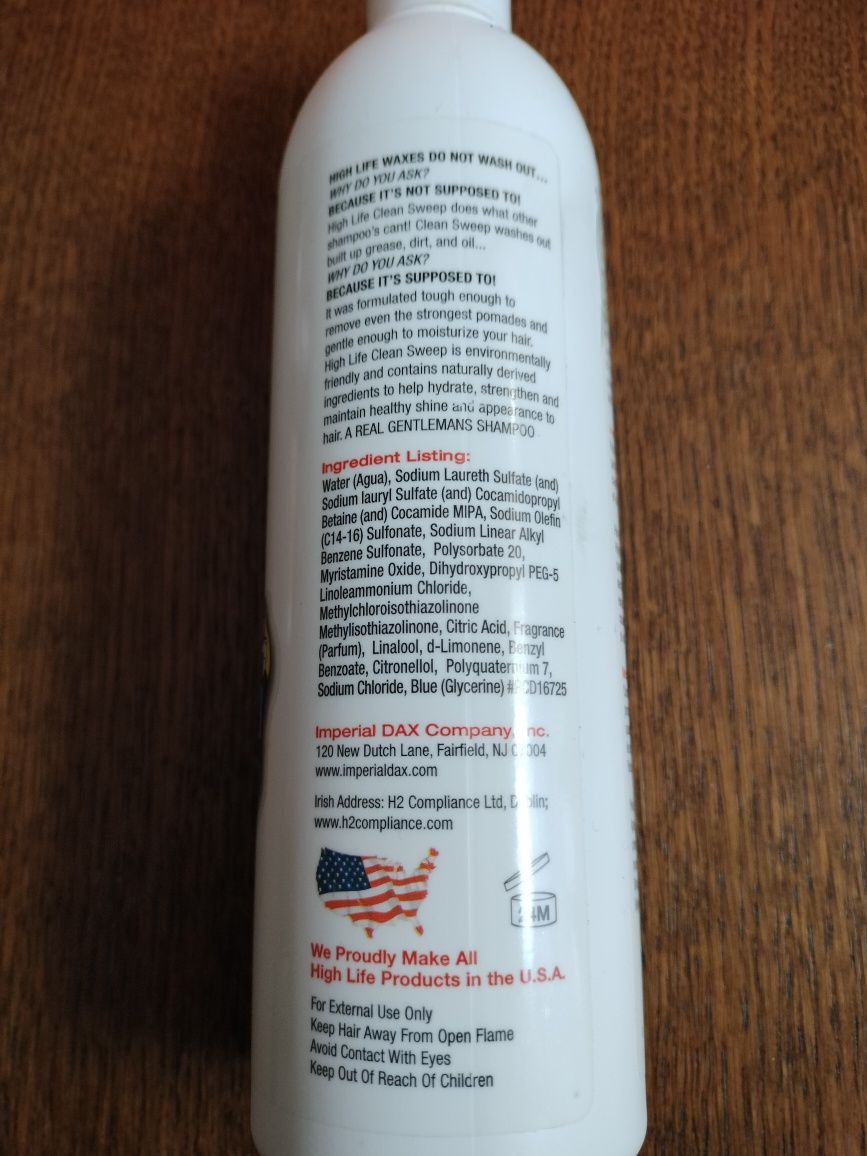 HIGH LIFE WAXES DO NOT WASH OUT...
WHY DO YOU ASK?
BECAUSE IT'S NOT SUPPOSED TO!
High Life Clean Sweep does what other
shampoo's cant! Clean Sweep washes out
built up grease, dirt, and oil...
WHY DO YOU ASK?
BECAUSE IT'S SUPPOSED TO!
It was formulated tough enough to
remove even the strongest pomades and
gentle enough to moisturize your hair.
High Life Clean Sweep is environmentally
friendly and contains naturally derived
ingredients to help hydrate, strengthen and
maintain healthy shine and appearance to
hair. A REAL GENTLEMANS SHAMPOO
Ingredient Listing:
Water (Agua), Sodium Laureth Sulfate (and)
Sodium lauryl Sulfate (and) Cocamidopropyl
Betaine (and) Cocamide MIPA, Sodium Olefin
(C14-16) Sulfonate, Sodium Linear Alkyl
Benzene Sulfonate, Polysorbate 20,
Myristamine Oxide, Dihydroxypropyl PEG-5
Linoleammonium Chloride,
Methylchloroisothiazolinone
Methylisothiazolinone, Citric Acid, Fragrance
(Parfum), Linalool, d-Limonene, Benzyl
Benzoate, Citronellol, Polyquaternium 7,
Sodium Chloride, Blue (Glycerine)
Imperial DAX Company, Inc.
120 New Dutch Lane, Fairfield, NJ
www.imperialdax.com
Irish Address: H2 Compliance Ltd, Dublin;
www.h2compliance.com
24M
We Proudly Make All
High Life Products in the U.S.A.
For External Use Only
Keep Hair Away From Open Flame
Avoid Contact With Eyes
Keep Out Of Reach Of Children